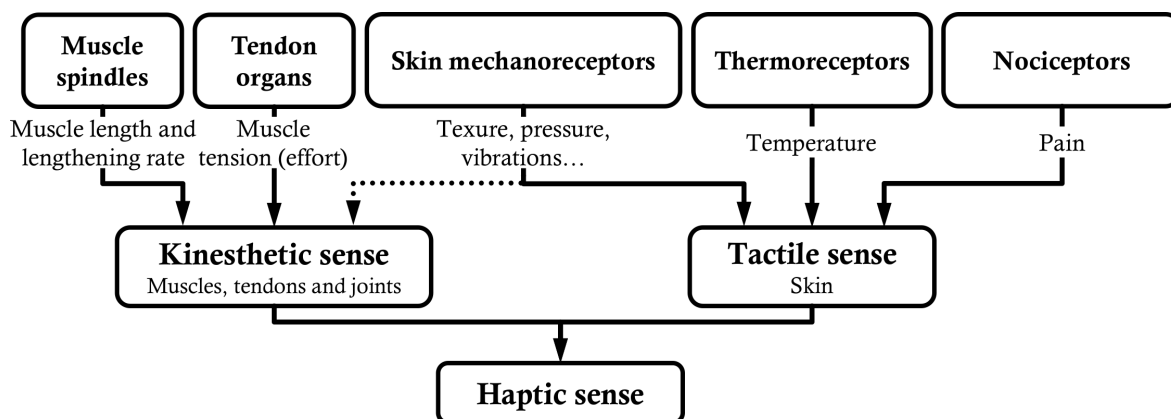 Muscle
spindles
Tendon
organs
Skin mechanoreceptors
Thermoreceptors
Nociceptors
Muscle length and
lengthening rate
Muscle
tension (effort)
Texure, pressure,
vibrations…
Temperature
Pain
Kinesthetic sense
Muscles, tendons and joints
Tactile sense
Skin
Haptic sense